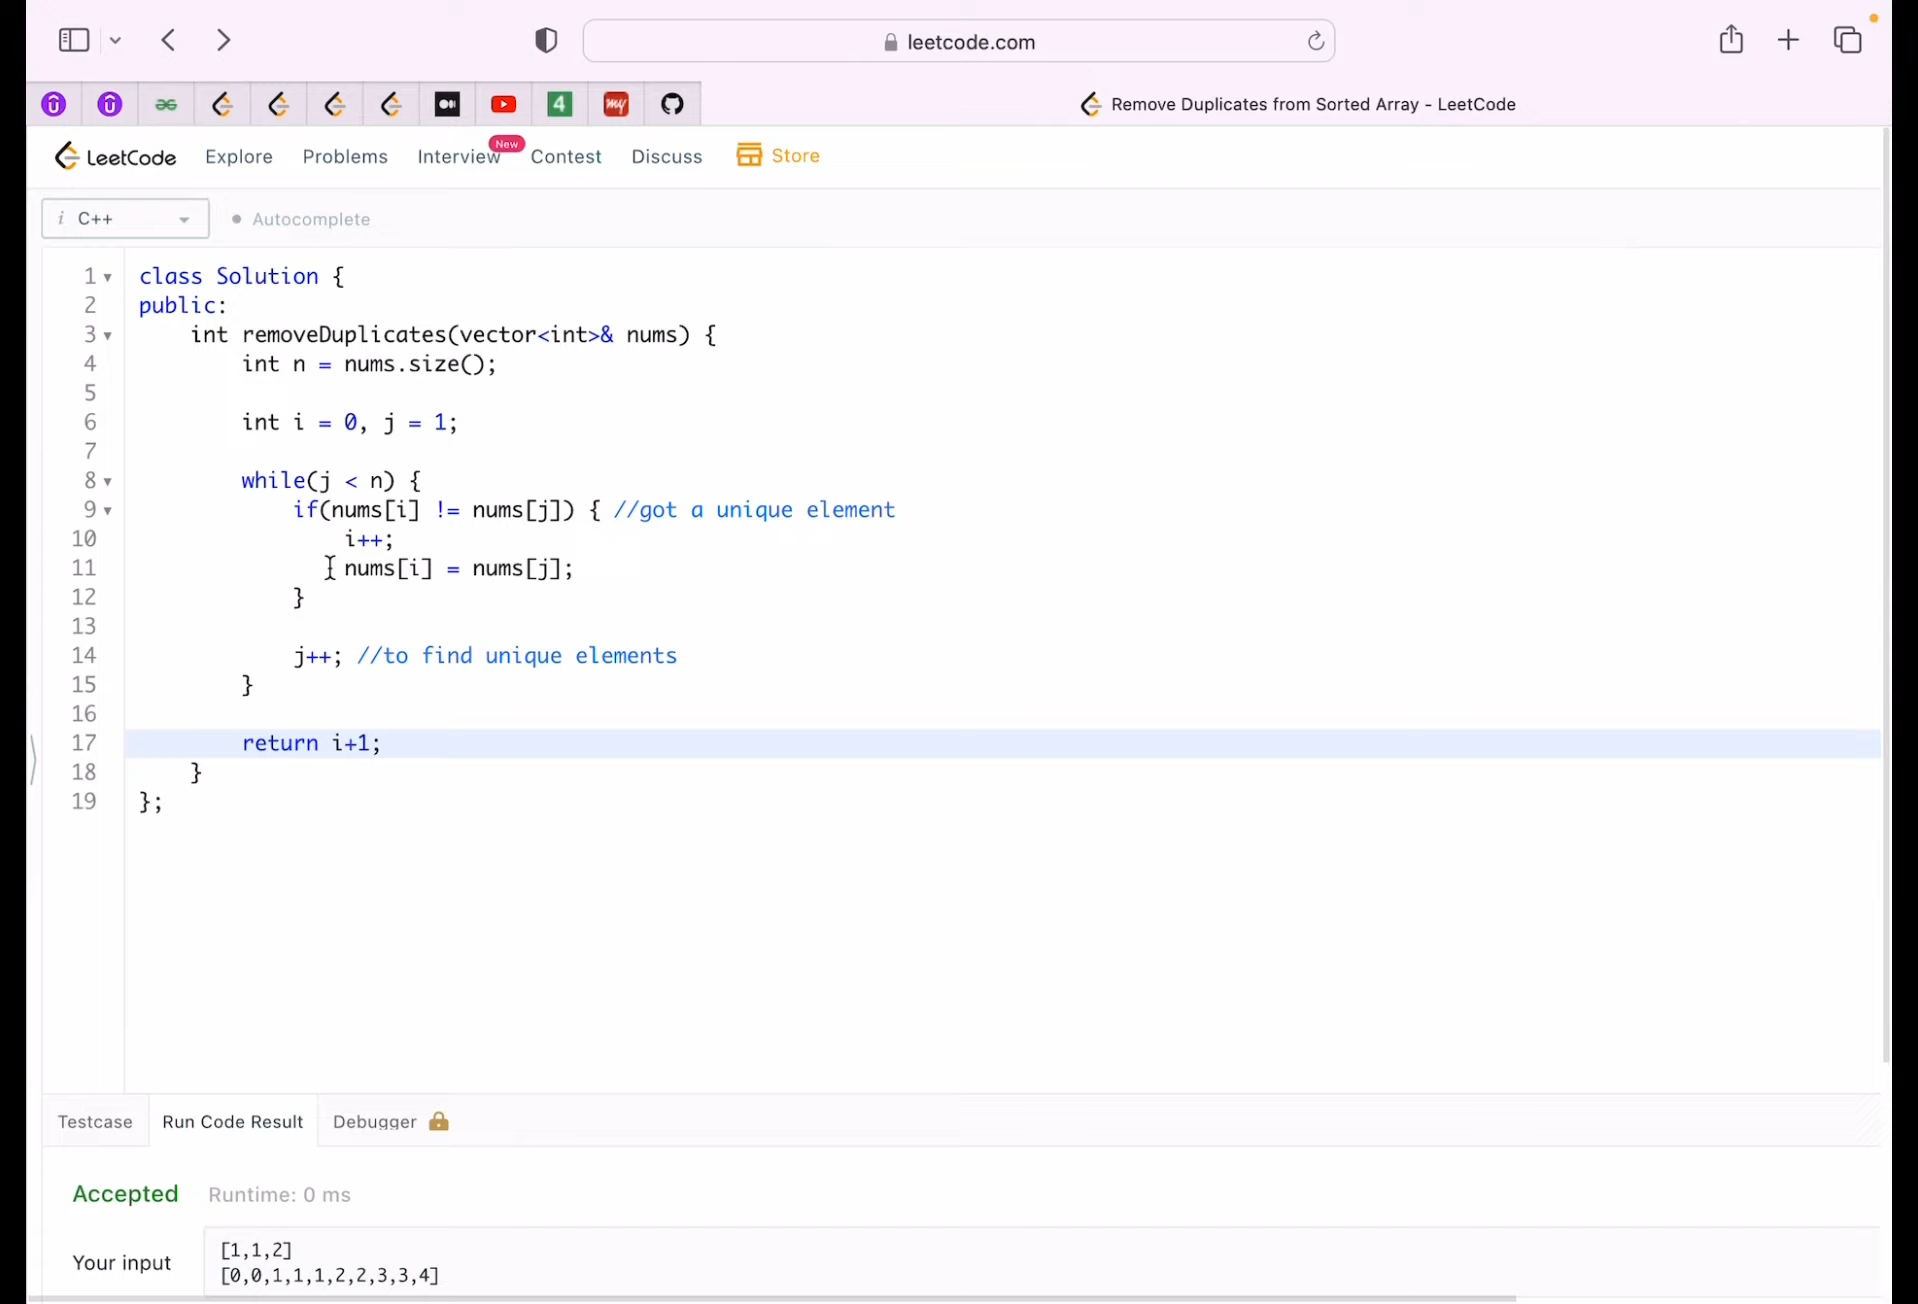 leetcode.com
4
my
Remove Duplicates from Sorted Array - LeetCode
LeetCode Explore Problems Interview New Contest Discuss Store
i C++ Autocomplete
1 class Solution {
2 public:
3 int removeDuplicates(vector<int>& nums) {
4 int n = nums.size();
5
6 int i = 0, j = 1;
7
8 while(j < n) {
9 if(nums[i] != nums[j]) { //got a unique element
10 i++;
11 nums[i] = nums[j];
12 }
13
14 j++; //to find unique elements
15 }
16
17 return i+1;
18 }
19 };
Testcase Run Code Result Debugger
Accepted Runtime: 0 ms
Your input
[1,1,2]
[0,0,1,1,1,2,2,3,3,4]